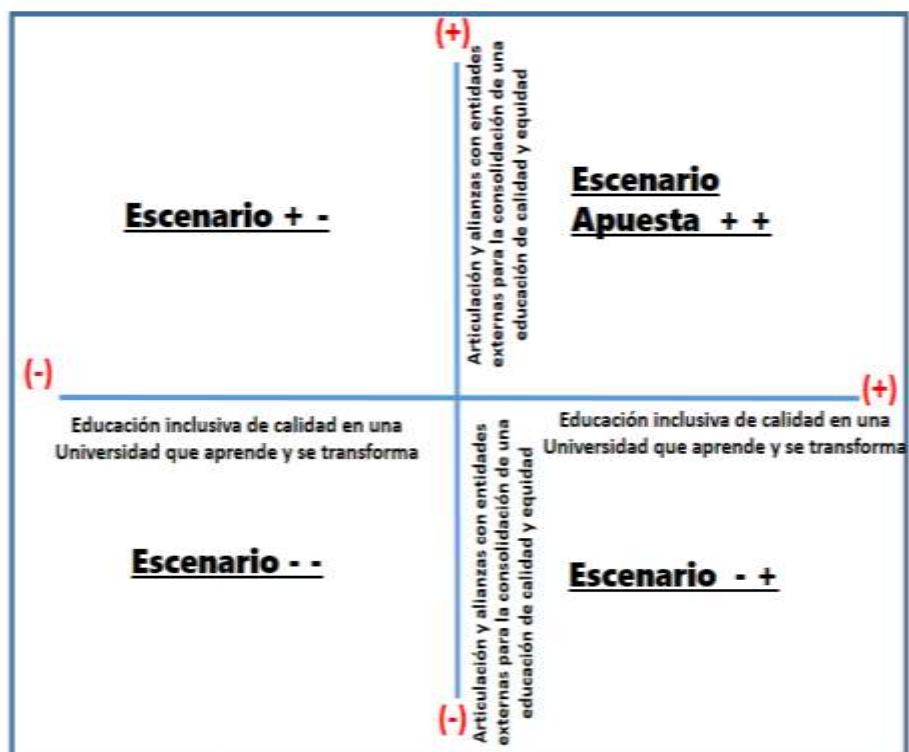 (+)
Articulación y alianzas con entidades
externas para la consolidación de una
educación de calidad y equidad
Escenario + -
Escenario
Apuesta + +
(-)
(+)
Educación inclusiva de calidad en una
Universidad que aprende y se transforma
Educación inclusiva de calidad en una
Universidad que aprende y se transforma
Articulación y alianzas con entidades
externas para la consolidación de una
educación de calidad y equidad
Escenario - -
Escenario - +
(-)